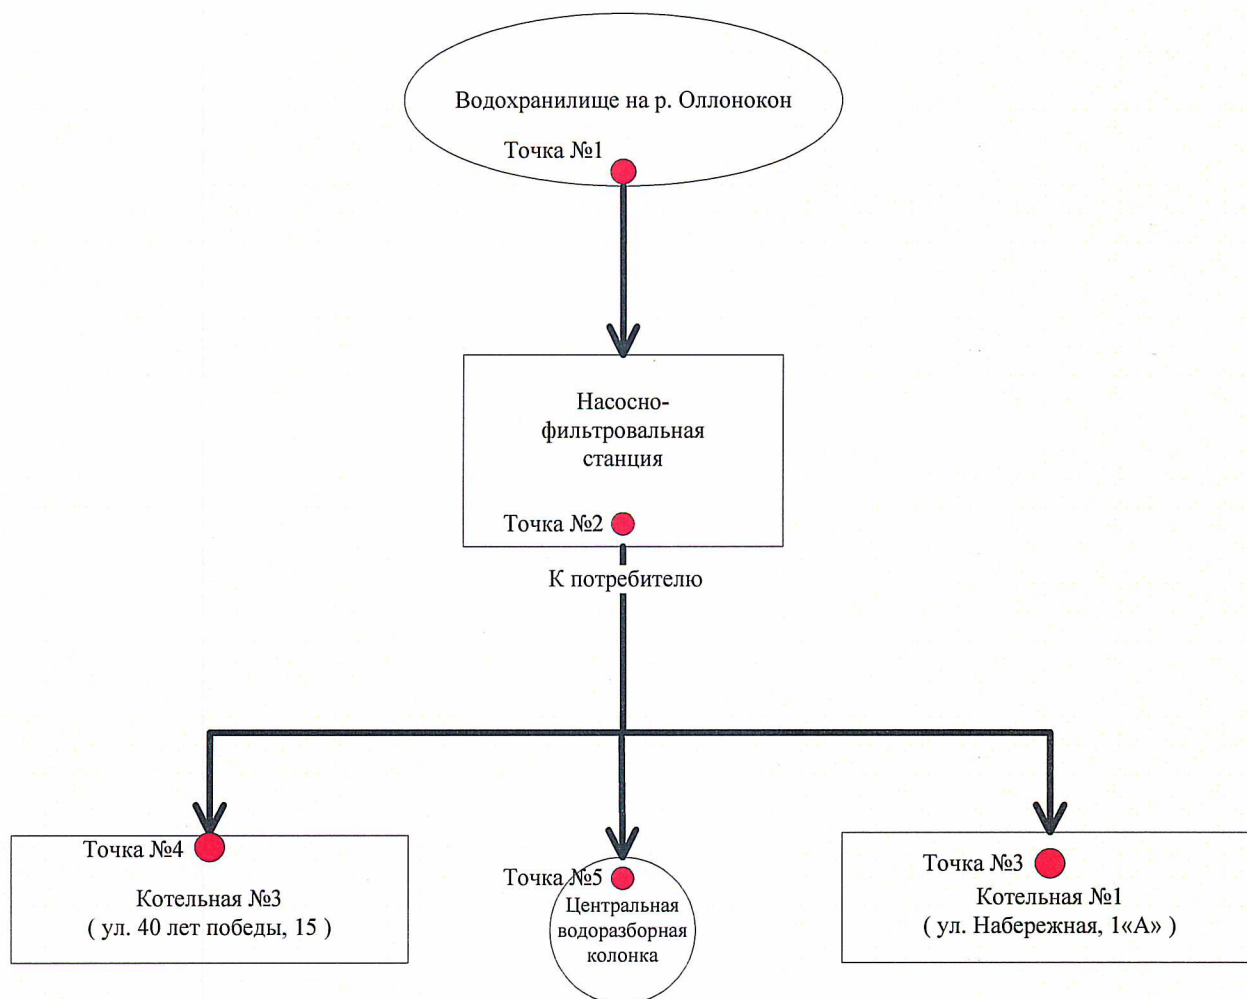 Водохранилище на р. Оллонокон
Точка №1
Насосно-
фильтровальная
станция
Точка №2
К потребителю
Точка №4
Котельная №3
( ул. 40 лет победы, 15 )
Точка №5
Центральная
водоразборная
колонка
Точка №3
Котельная №1
( ул. Набережная, 1«А» )